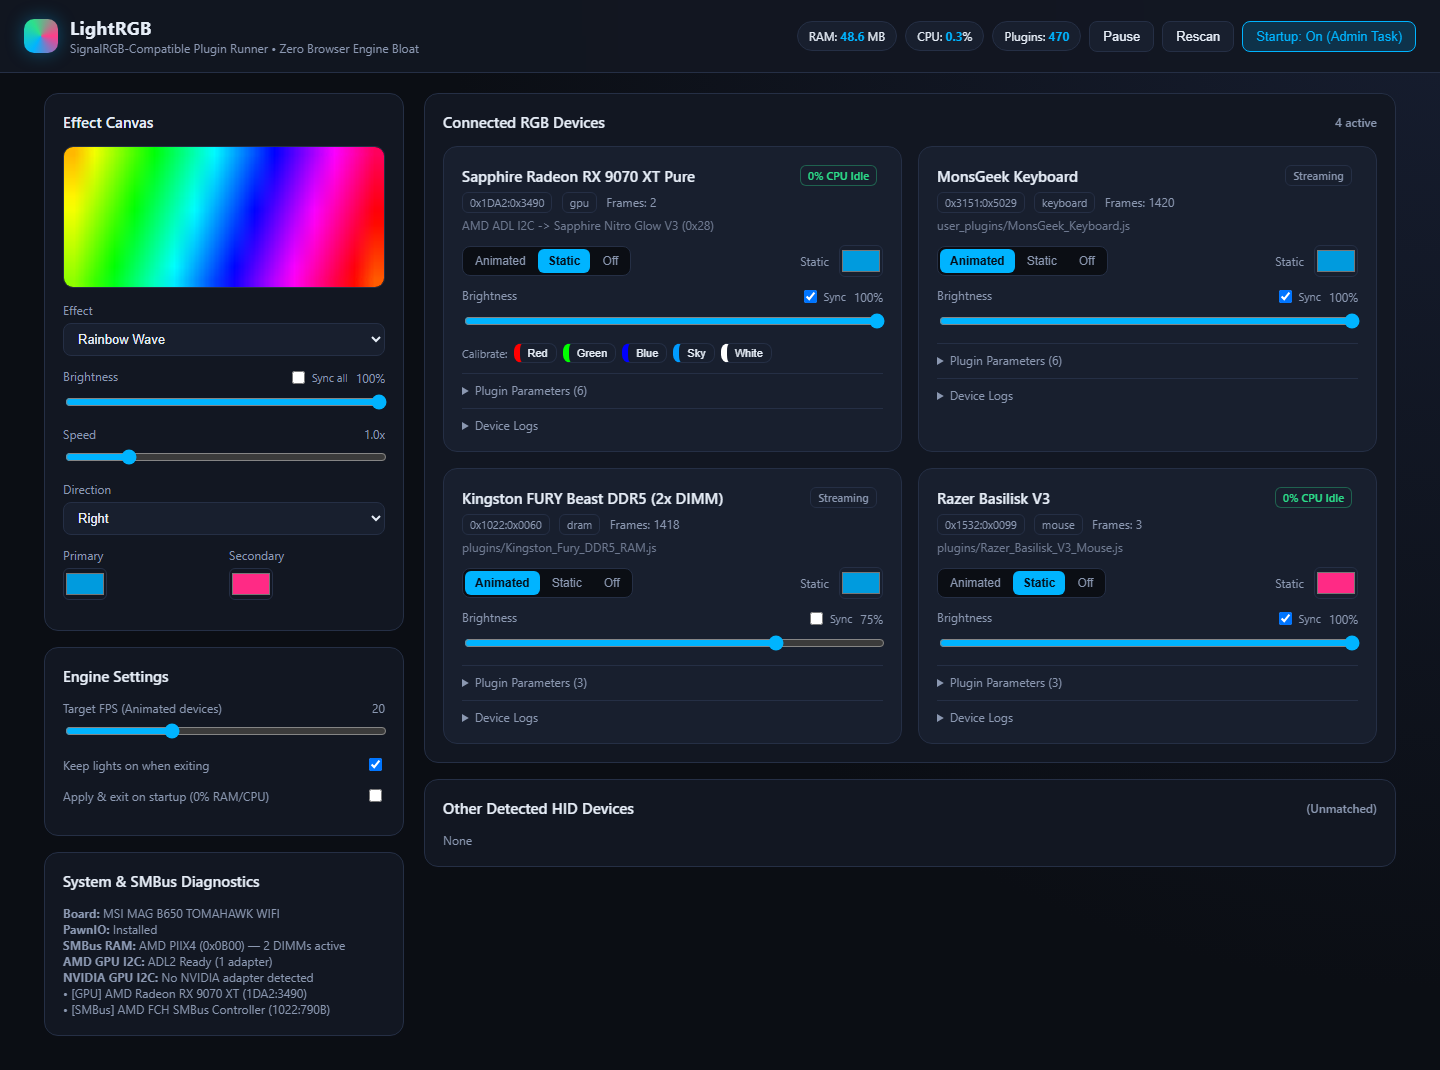 LightRGB
SignalRGB-Compatible Plugin Runner • Zero Browser Engine Bloat
RAM: 48.6 MB
CPU: 0.3%
Plugins: 470
Pause
Rescan
Startup: On (Admin Task)
Effect Canvas
Effect
Rainbow Wave
Brightness
Sync all 100%
Speed
1.0x
Direction
Right
Primary
Secondary
Engine Settings
Target FPS (Animated devices)
20
Keep lights on when exiting
Apply & exit on startup (0% RAM/CPU)
System & SMBus Diagnostics
Board: MSI MAG B650 TOMAHAWK WIFI
PawnIO: Installed
SMBus RAM: AMD PIIX4 (0x0B00) — 2 DIMMs active
AMD GPU I2C: ADL2 Ready (1 adapter)
NVIDIA GPU I2C: No NVIDIA adapter detected
• [GPU] AMD Radeon RX 9070 XT (1DA2:3490)
• [SMBus] AMD FCH SMBus Controller (1022:790B)
Connected RGB Devices
4 active
Sapphire Radeon RX 9070 XT Pure
0% CPU Idle
0x1DA2:0x3490
gpu
Frames: 2
AMD ADL I2C -> Sapphire Nitro Glow V3 (0x28)
Animated
Static
Off
Static
Brightness
Sync 100%
Calibrate:
Red
Green
Blue
Sky
White
Plugin Parameters (6)
Device Logs
MonsGeek Keyboard
Streaming
0x3151:0x5029
keyboard
Frames: 1420
user_plugins/MonsGeek_Keyboard.js
Animated
Static
Off
Static
Brightness
Sync 100%
Plugin Parameters (6)
Device Logs
Kingston FURY Beast DDR5 (2x DIMM)
Streaming
0x1022:0x0060
dram
Frames: 1418
plugins/Kingston_Fury_DDR5_RAM.js
Animated
Static
Off
Static
Brightness
Sync 75%
Plugin Parameters (3)
Device Logs
Razer Basilisk V3
0% CPU Idle
0x1532:0x0099
mouse
Frames: 3
plugins/Razer_Basilisk_V3_Mouse.js
Animated
Static
Off
Static
Brightness
Sync 100%
Plugin Parameters (3)
Device Logs
Other Detected HID Devices
(Unmatched)
None